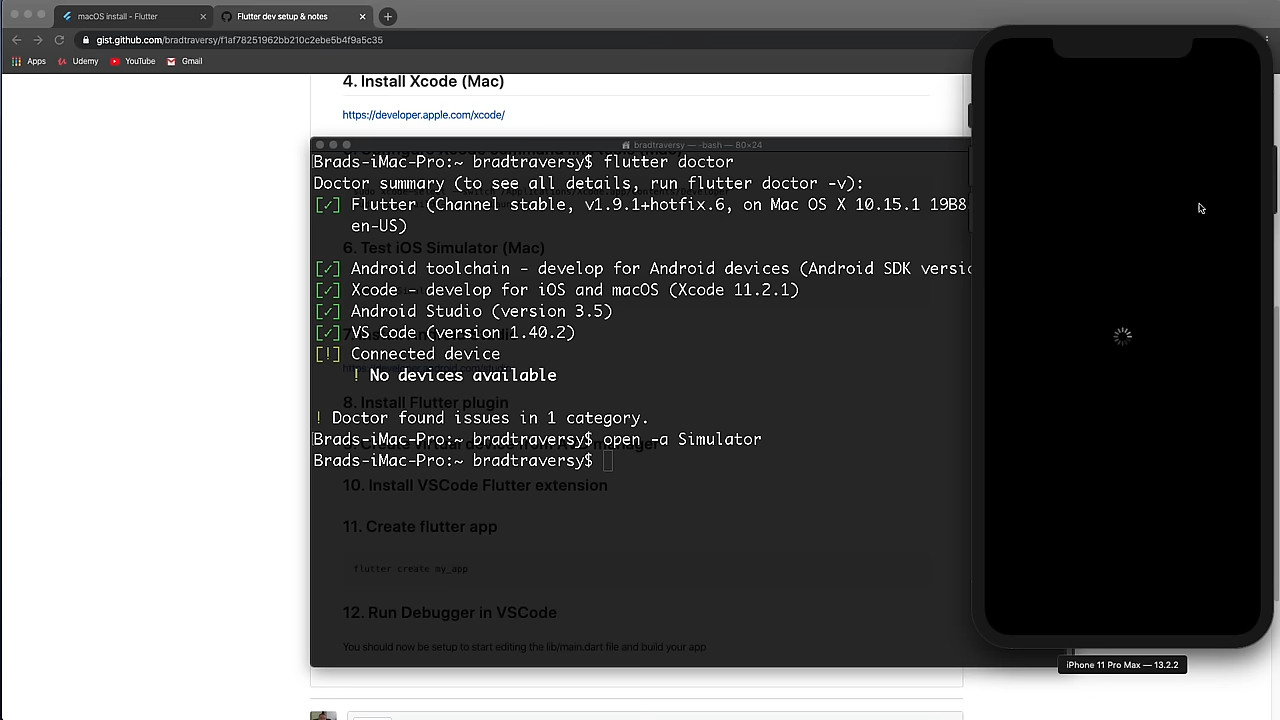 macOS install - Flutter
Flutter dev setup & notes
gist.github.com/bradtraversy/f1af78251962bb210c2ebe5b4f9a5c35
Apps
Udemy
YouTube
Gmail
4. Install Xcode (Mac)
https://developer.apple.com/xcode/
bradtraversy — -bash — 80×24
Brads-iMac-Pro:~ bradtraversy$ flutter doctor
Doctor summary (to see all details, run flutter doctor -v):
[✓] Flutter (Channel stable, v1.9.1+hotfix.6, on Mac OS X 10.15.1 19B8
en-US)
6. Test iOS Simulator (Mac)
[✓] Android toolchain - develop for Android devices (Android SDK versio
[✓] Xcode - develop for iOS and macOS (Xcode 11.2.1)
[✓] Android Studio (version 3.5)
[✓] VS Code (version 1.40.2)
[!] Connected device
! No devices available
8. Install Flutter plugin
! Doctor found issues in 1 category.
Brads-iMac-Pro:~ bradtraversy$ open -a Simulator
Brads-iMac-Pro:~ bradtraversy$
10. Install VSCode Flutter extension
11. Create flutter app
flutter create my_app
12. Run Debugger in VSCode
You should now be setup to start editing the lib/main.dart file and build your app
iPhone 11 Pro Max — 13.2.2